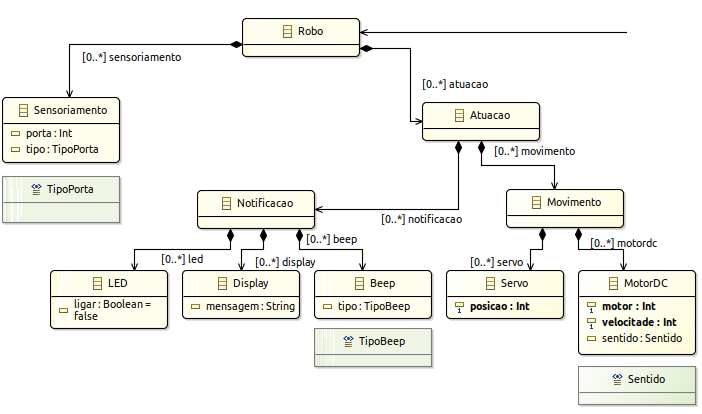 Robo
[0..*] sensoriamento
[0..*] atuacao
Sensoriamento
porta : Int
tipo : TipoPorta
Atuacao
[0..*] movimento
TipoPorta
Notificacao
Movimento
[0..*] notificacao
[0..*] beep
[0..*] motordc
[0..*] led
[0..*] display
[0..*] servo
LED
ligar : Boolean =
false
Display
mensagem : String
Beep
tipo : TipoBeep
Servo
posicao : Int
MotorDC
motor : Int
velocitade : Int
sentido : Sentido
TipoBeep
Sentido